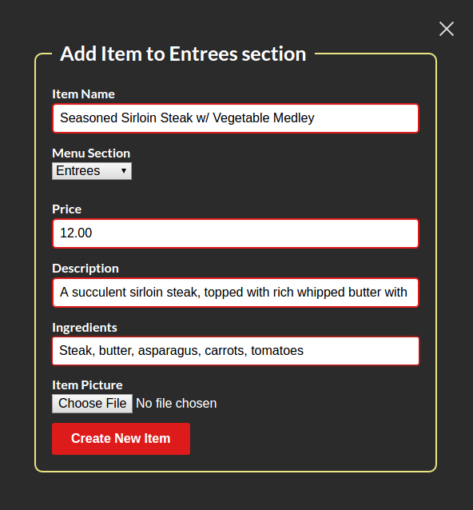 Add Item to Entrees section
Item Name
Seasoned Sirloin Steak w/ Vegetable Medley
Menu Section
Entrees
Price
12.00
Description
A succulent sirloin steak, topped with rich whipped butter with
Ingredients
Steak, butter, asparagus, carrots, tomatoes
Item Picture
Choose File No file chosen
Create New Item